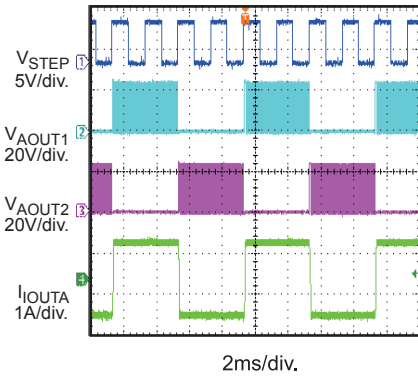 T
1
VSTEP
5V/div.
2
VAOUT1
20V/div.
3
VAOUT2
20V/div.
IIOUTA
1A/div.
2ms/div.